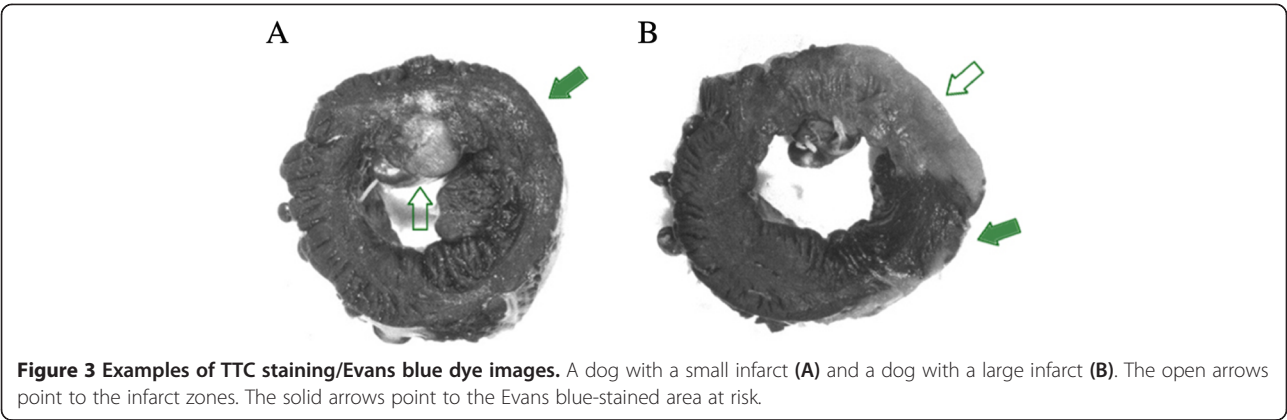 A
B
Figure 3 Examples of TTC staining/Evans blue dye images. A dog with a small infarct (A) and a dog with a large infarct (B). The open arrows
point to the infarct zones. The solid arrows point to the Evans blue-stained area at risk.